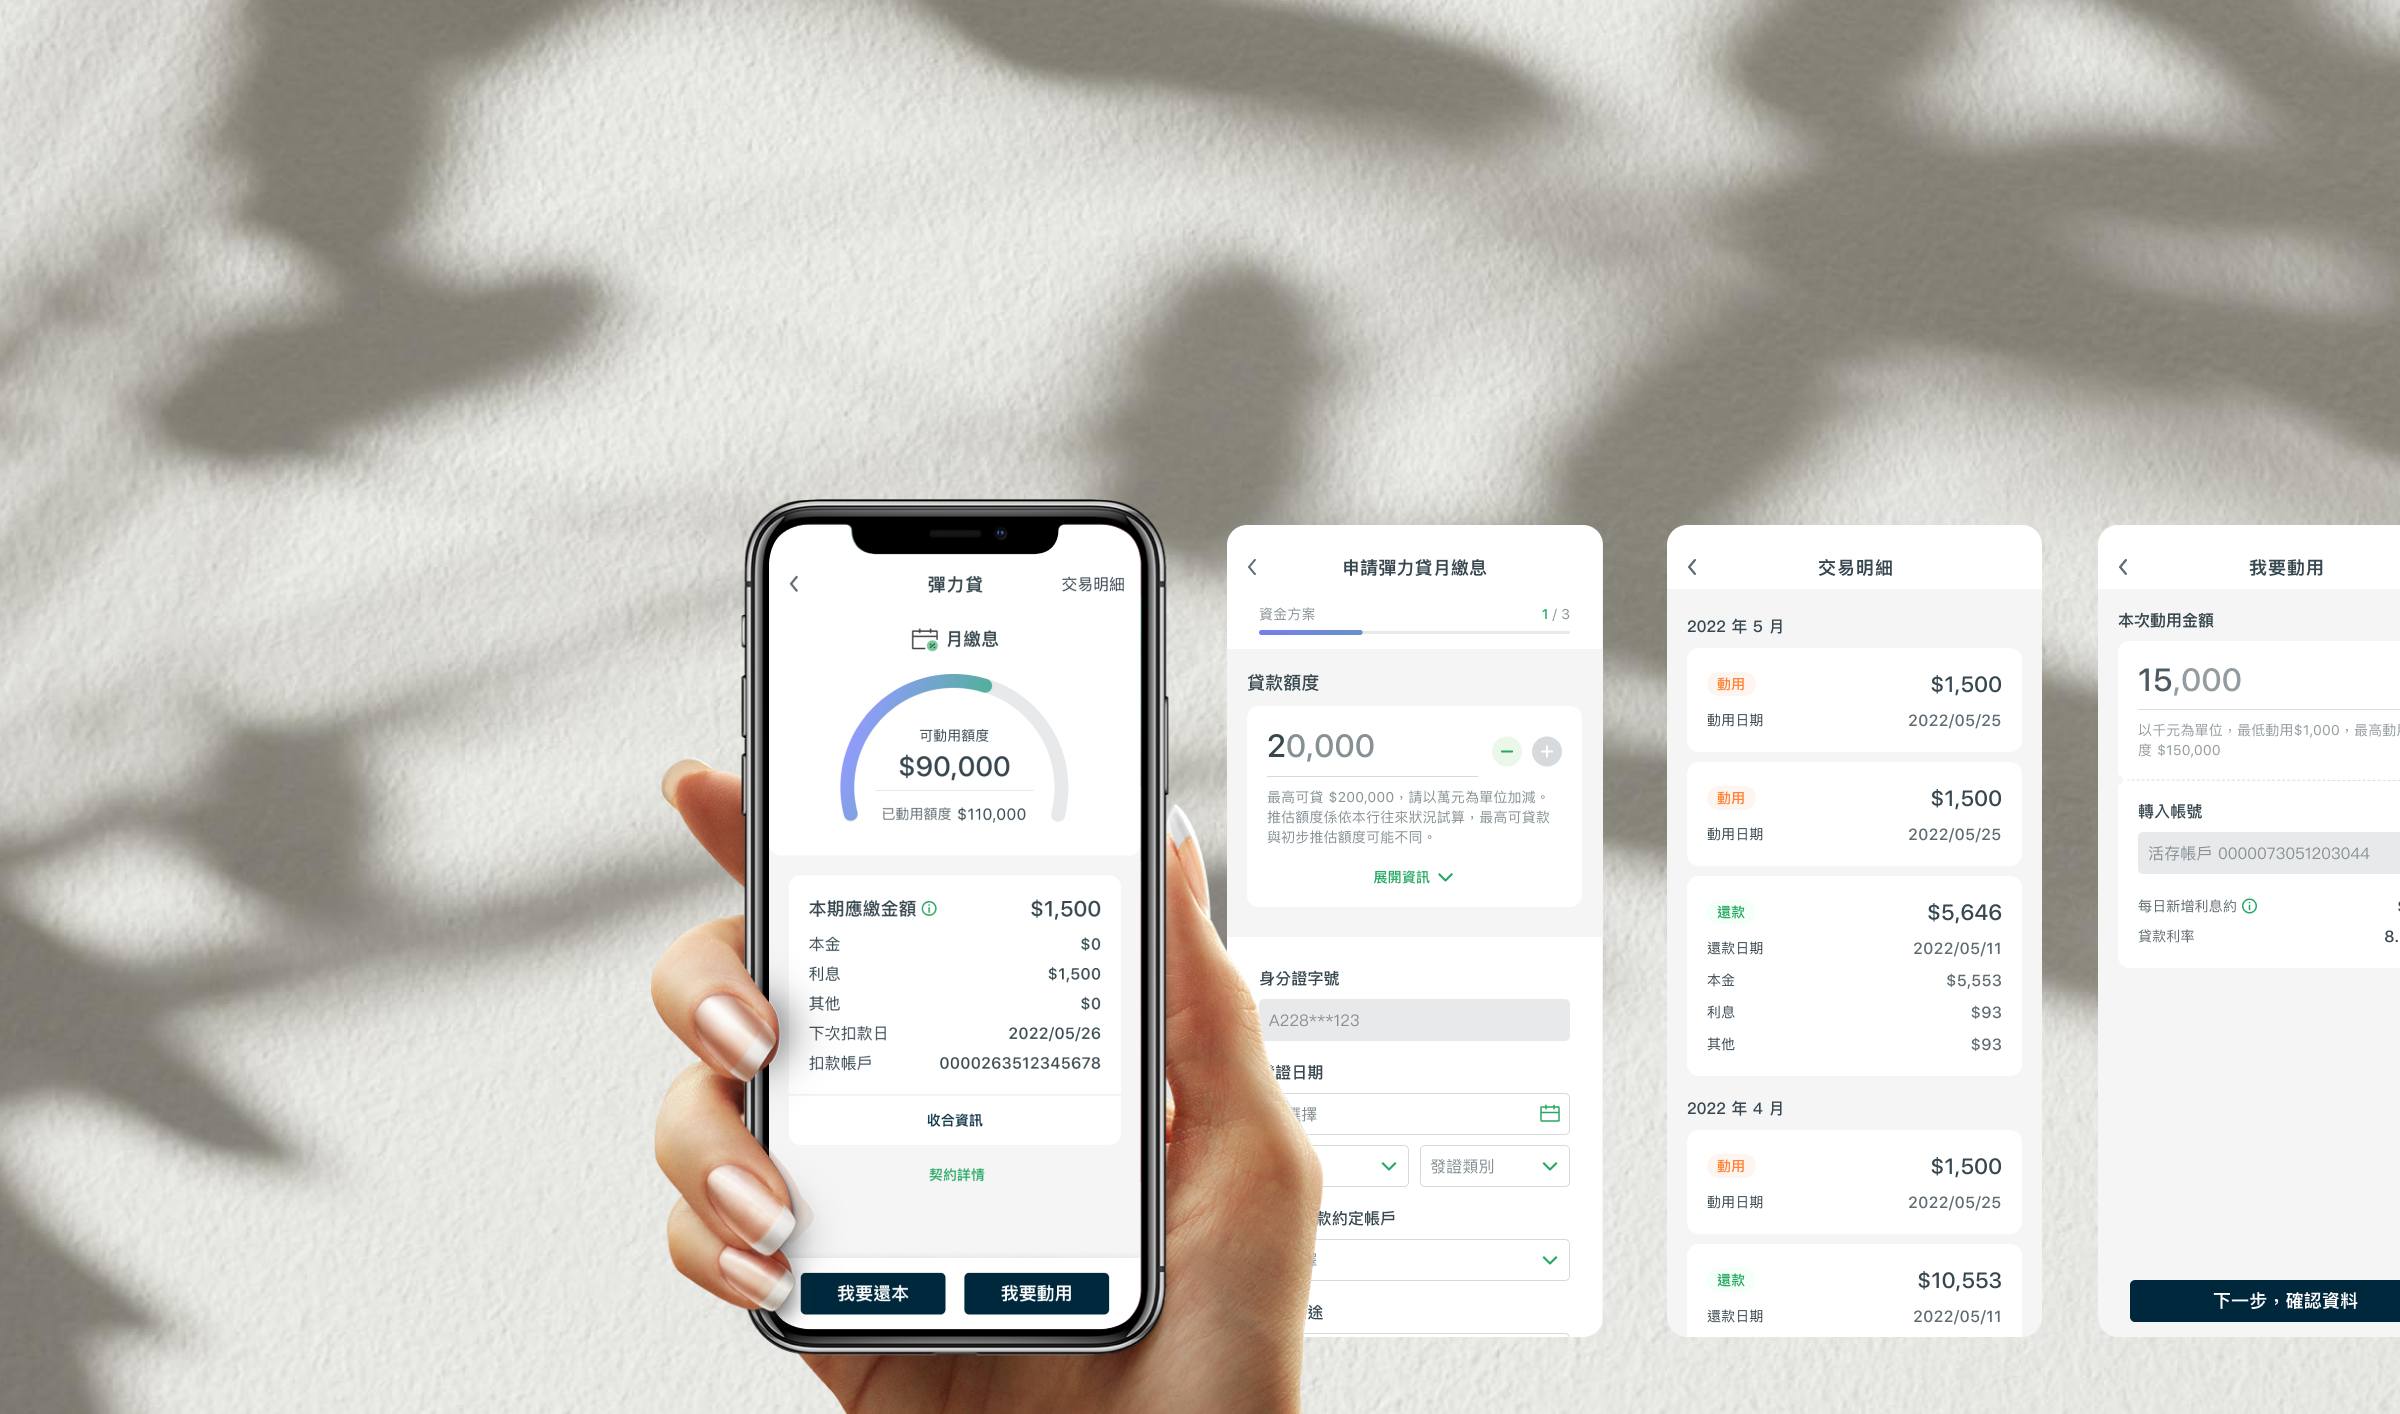 彈力貸
交易明細
月繳息
可動用額度
$90,000
已動用額度 $110,000
本期應繳金額 $1,500
本金 $0
利息 $1,500
其他 $0
下次扣款日 2022/05/26
扣款帳戶 0000263512345678
收合資訊
契約詳情
我要還本
我要動用
申請彈力貸月繳息
資金方案 1 / 3
貸款額度
20,000
最高可貸 $200,000，請以萬元為單位加減。
推估額度係依本行往來狀況試算，最高可貸款
與初步推估額度可能不同。
展開資訊
身分證字號
A228***123
證日期
擇
發證類別
款約定帳戶
途
交易明細
2022 年 5 月
動用 $1,500
動用日期 2022/05/25
動用 $1,500
動用日期 2022/05/25
還款 $5,646
還款日期 2022/05/11
本金 $5,553
利息 $93
其他 $93
2022 年 4 月
動用 $1,500
動用日期 2022/05/25
還款 $10,553
還款日期 2022/05/11
我要動用
本次動用金額
15,000
以千元為單位，最低動用$1,000，最高動
度 $150,000
轉入帳號
活存帳戶 0000073051203044
每日新增利息約
貸款利率 8.
下一步，確認資料